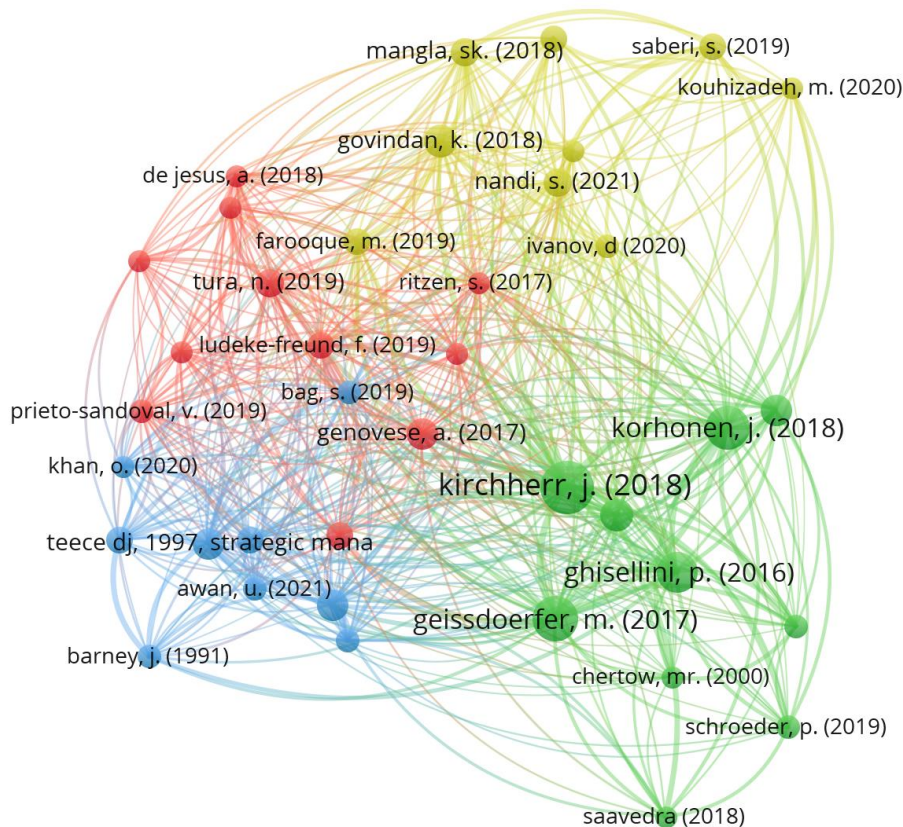 saberi, s. (2019)
mangla, sk. (2018)
kouhizadeh, m. (2020)
govindan, k. (2018)
de jesus, a. (2018)
nandi, s. (2021)
farooque, m. (2019)
ivanov, d (2020)
tura, n. (2019)
ritzen, s. (2017)
ludeke-freund, f. (2019)
bag, s. (2019)
prieto-sandoval, v. (2019)
korhonen, j. (2018)
genovese, a. (2017)
khan, o. (2020)
kirchherr, j. (2018)
teece dj, 1997, strategic mana
ghisellini, p. (2016)
awan, u. (2021)
geissdoerfer, m. (2017)
barney, j. (1991)
chertow, mr. (2000)
schroeder, p. (2019)
saavedra (2018)